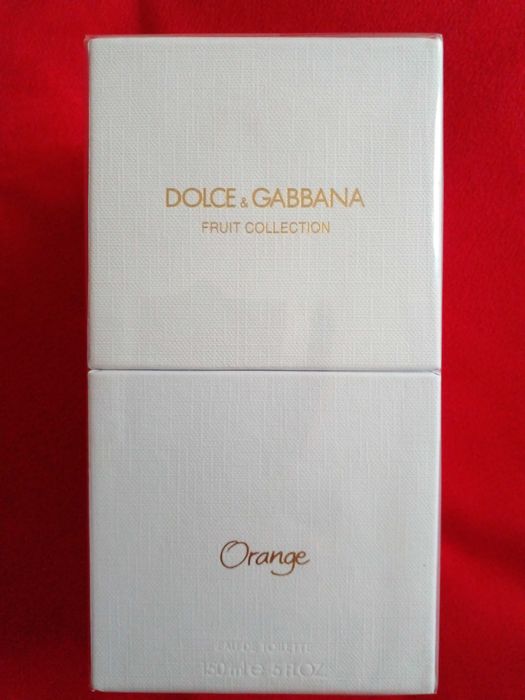 DOLCE & GABBANA
FRUIT COLLECTION
Orange
EAU DE TOILETTE
150 ml ℮ 5 FL.OZ.